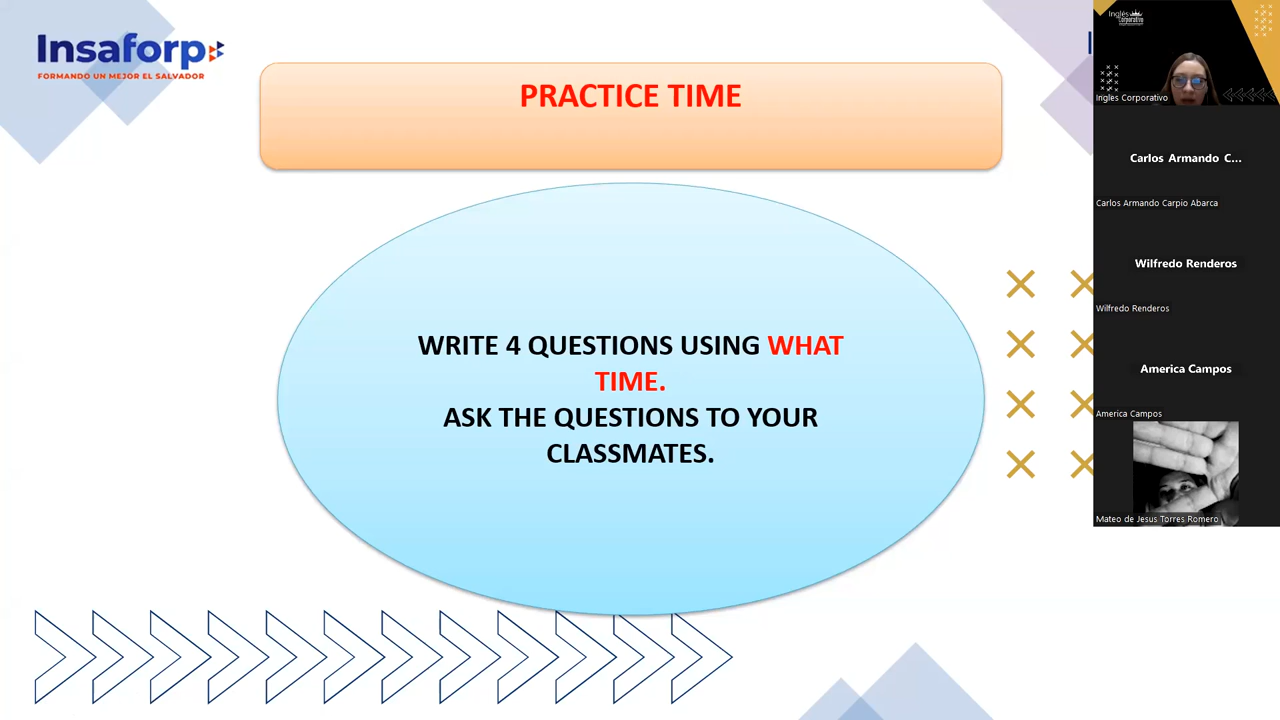 Insaforp
FORMANDO UN MEJOR EL SALVADOR
PRACTICE TIME
WRITE 4 QUESTIONS USING WHAT
TIME.
ASK THE QUESTIONS TO YOUR
CLASSMATES.
Inglés
Corporativo
Ingles Corporativo
Carlos Armando C...
Carlos Armando Carpio Abarca
Wilfredo Renderos
Wilfredo Renderos
America Campos
America Campos
Mateo de Jesus Torres Romero